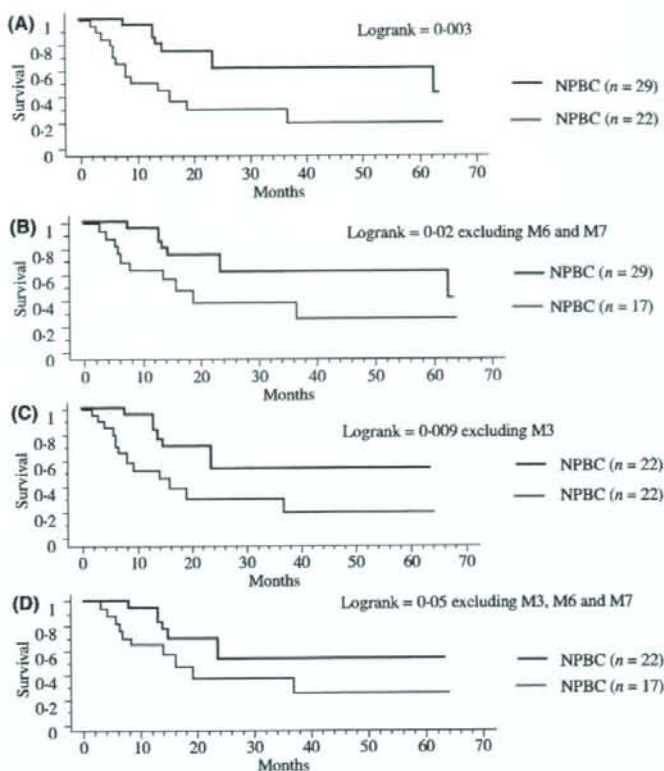 (A)
Logrank = 0·003
Survival
1
0·8
0·6
0·4
0·2
0
NPBC (n = 29)
NPBC (n = 22)
0 10 20 30 40 50 60 70
Months
(B)
Logrank = 0·02 excluding M6 and M7
Survival
1
0·8
0·6
0·4
0·2
0
NPBC (n = 29)
NPBC (n = 17)
0 10 20 30 40 50 60 70
Months
(C)
Logrank = 0·009 excluding M3
Survival
1
0·8
0·6
0·4
0·2
0
NPBC (n = 22)
NPBC (n = 22)
0 10 20 30 40 50 60 70
Months
(D)
Logrank = 0·05 excluding M3, M6 and M7
Survival
1
0·8
0·6
0·4
0·2
0
NPBC (n = 22)
NPBC (n = 17)
0 10 20 30 40 50 60 70
Months